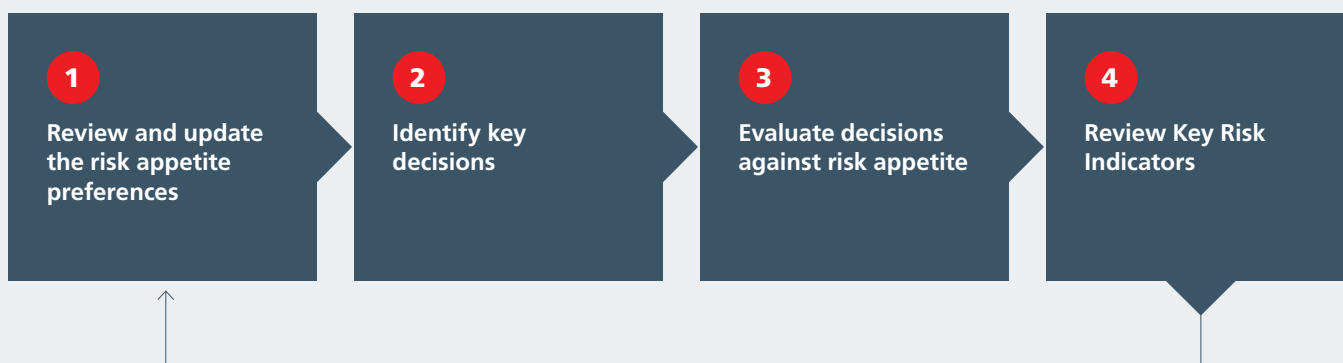 1
Review and update
the risk appetite
preferences
2
Identify key
decisions
3
Evaluate decisions
against risk appetite
4
Review Key Risk
Indicators